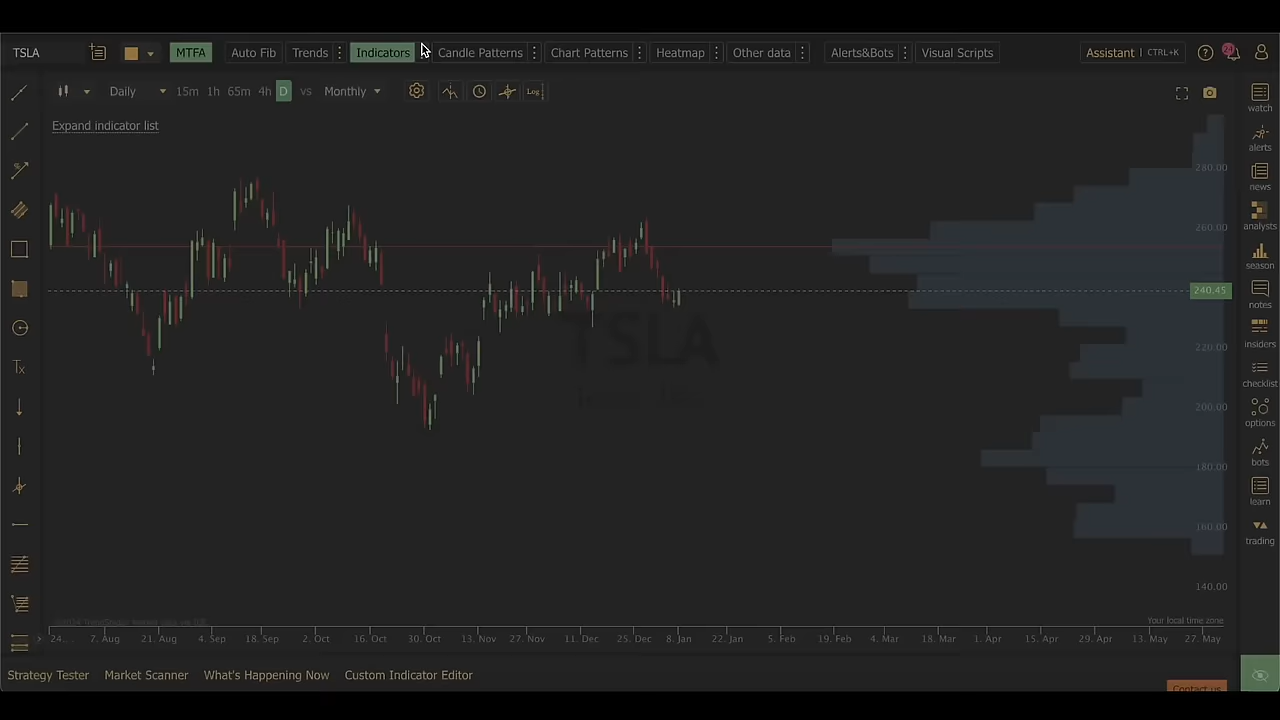 TSLA MTFA Auto Fib Trends Indicators Candle Patterns Chart Patterns Heatmap Other data Alerts&Bots Visual Scripts Assistant CTRL+K ? 24
Daily 15m 1h 65m 4h D vs Monthly Log
Expand indicator list
Tx
watch
alerts
news
analysts
season
notes
insiders
checklist
options
bots
learn
trading
280.00
260.00
240.45
220.00
200.00
180.00
160.00
140.00
TSLA
Your local time zone
24... 7. Aug 21. Aug 4. Sep 18. Sep 2. Oct 16. Oct 30. Oct 13. Nov 27. Nov 11. Dec 25. Dec 8. Jan 22. Jan 5. Feb 19. Feb 4. Mar 18. Mar 1. Apr 15. Apr 29. Apr 13. May 27. May
Strategy Tester Market Scanner What's Happening Now Custom Indicator Editor
Contact us